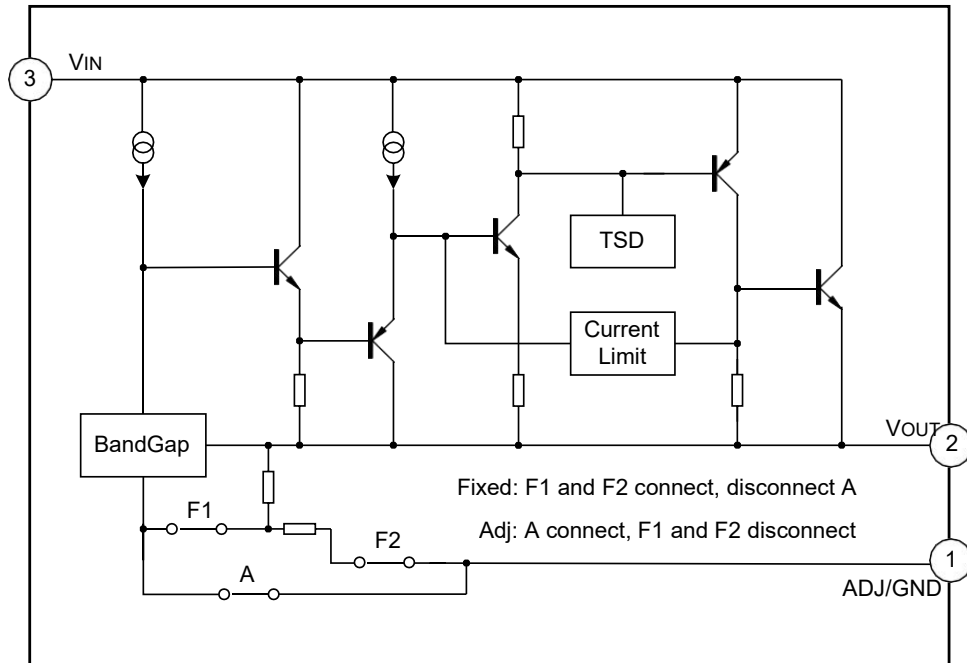 3
VIN
TSD
Current
Limit
BandGap
VOUT
2
Fixed: F1 and F2 connect, disconnect A
F1
Adj: A connect, F1 and F2 disconnect
F2
1
A
ADJ/GND